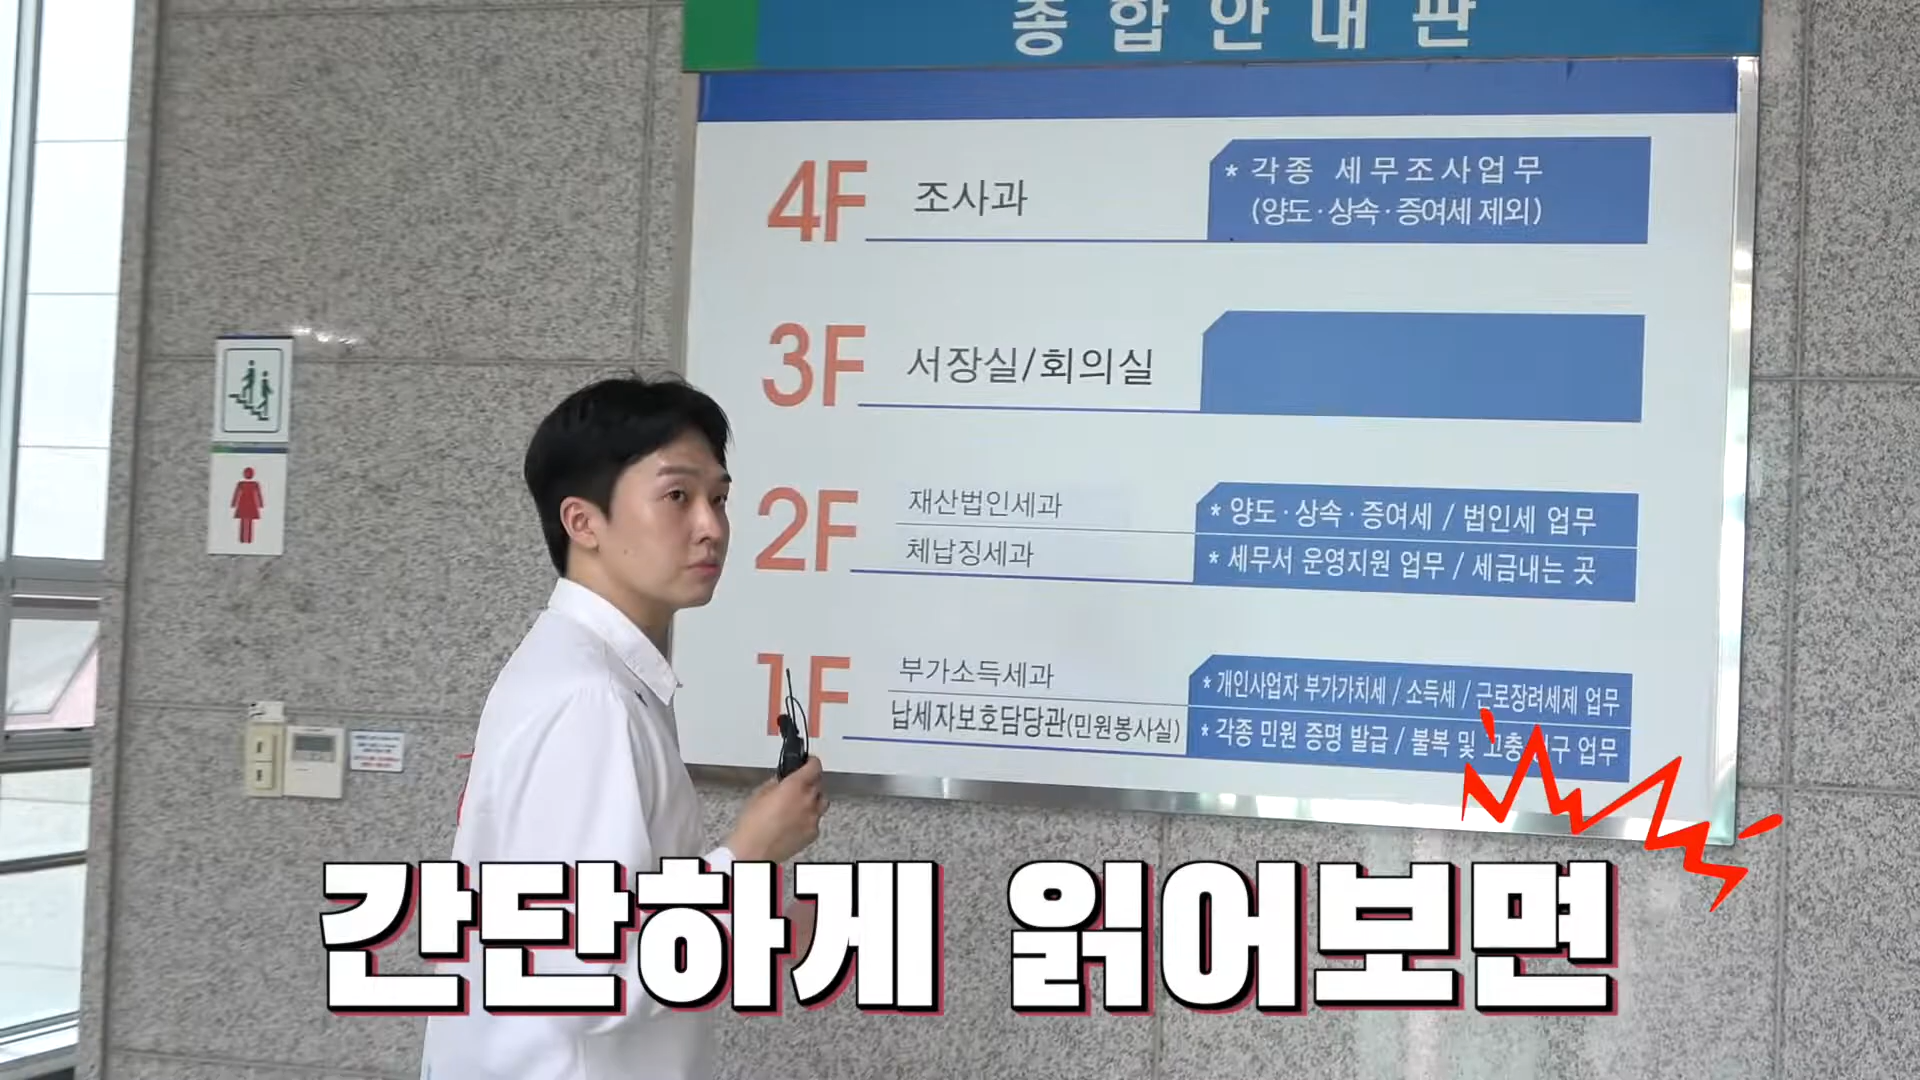 종합안내판
4F 조사과 * 각종 세무조사업무
(양도·상속·증여세 제외)
3F 서장실/회의실
2F 재산법인세과 * 양도·상속·증여세 / 법인세 업무
체납징세과 * 세무서 운영지원 업무 / 세금내는 곳
1F 부가소득세과 * 개인사업자 부가가치세 / 소득세 / 근로장려세제 업무
납세자보호담당관(민원봉사실) * 각종 민원 증명 발급 / 불복 및 업무
간단하게 읽어보면